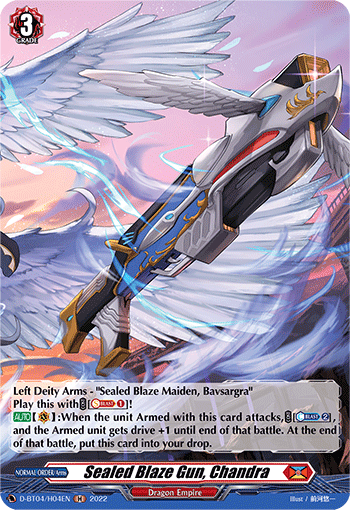 3
GRADE
Left Deity Arms - "Sealed Blaze Maiden, Bavsargra"
Play this with [SOUL BLAST 1]!
AUTO【】:When the unit Armed with this card attacks, [SOUL BLAST 2],
and the Armed unit gets drive +1 until end of that battle. At the end
of that battle, put this card into your drop.
NORMAL ORDER/Arms
Sealed Blaze Gun, Chandra
Dragon Empire
D-BT04/H04EN H 2022
Illust / 前河悠一